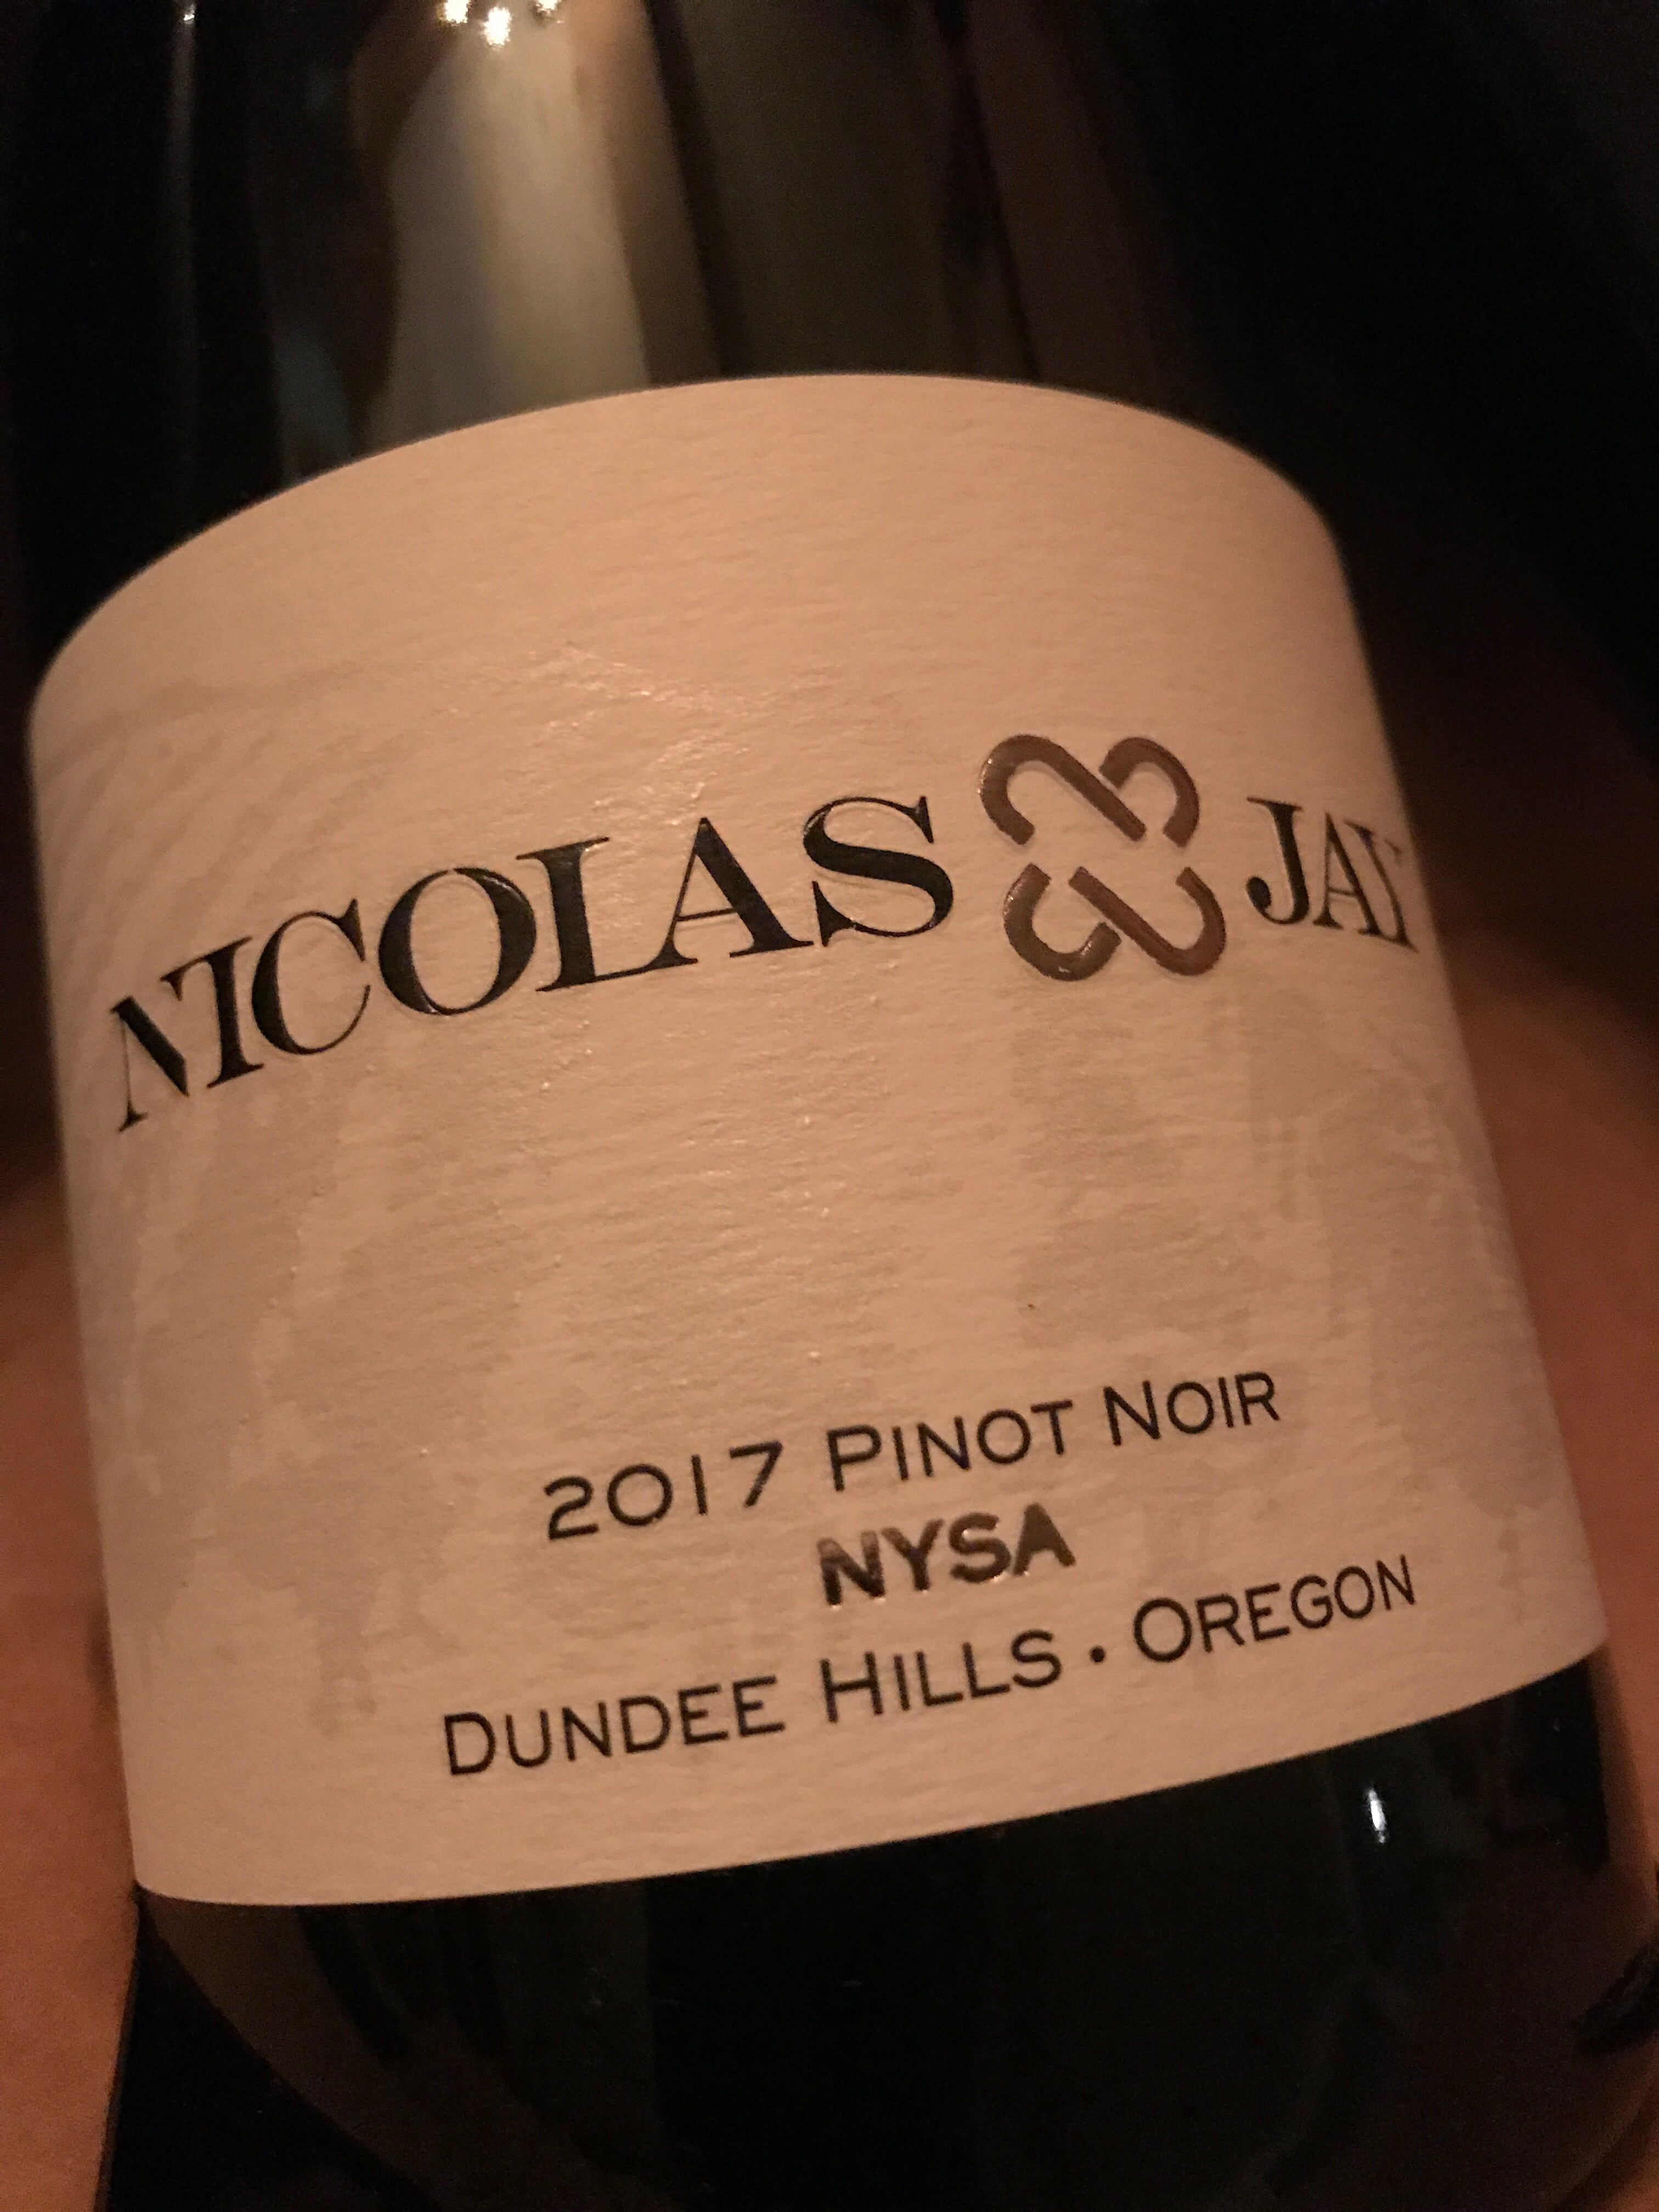 NICOLAS JAY
2017 PINOT NOIR
NYSA
DUNDEE HILLS • OREGON